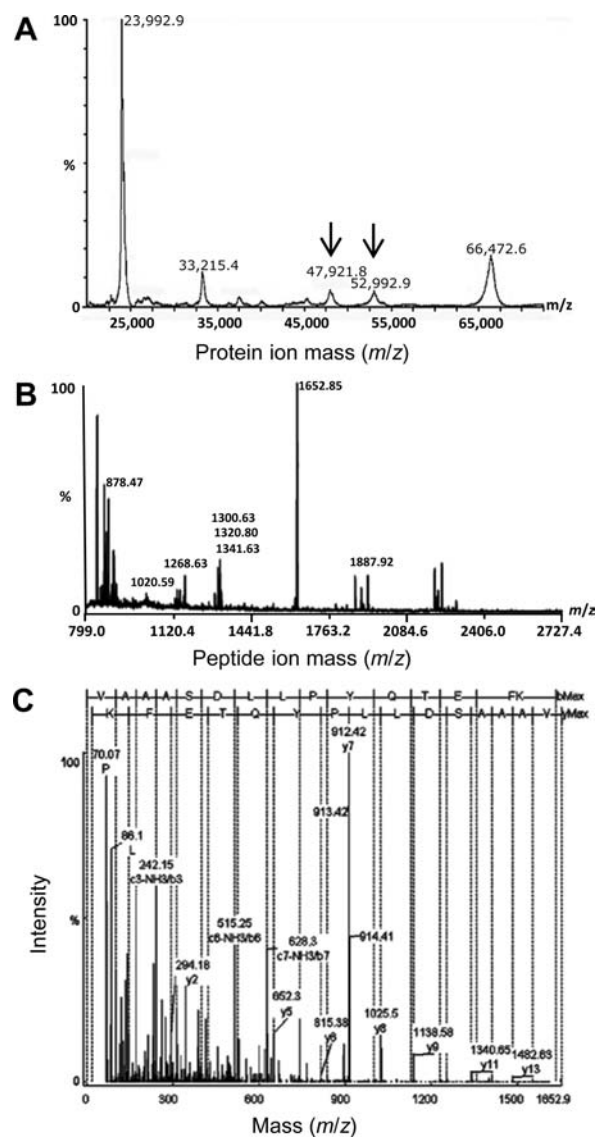 A
100
23,992.9
%
33,215.4
47,921.8
52,992.9
66,472.6
0
m/z
25,000 35,000 45,000 55,000 65,000
Protein ion mass (m/z)
B
100
1652.85
878.47
%
1300.63
1320.80
1341.63
1268.63
1020.59
1887.92
0
m/z
799.0 1120.4 1441.8 1763.2 2084.6 2406.0 2727.4
Peptide ion mass (m/z)
C
V A A S D L L P Y Q T E FK bMax
K F E T Q Y P L L D S A A V yMax
100
70.07
P
912.42
y7
913.42
86.1
L
242.15
c3-NH3/b3
515.25
c6-NH3/b6
628.3
c7-NH3/b7
914.41
294.18
y2
652.3
y5
815.38
y6
1025.5
y8
1138.58
y9
1340.65
y11
1482.63
y13
%
Intensity
0
0 300 600 900 1200 1500 1652.9
Mass (m/z)